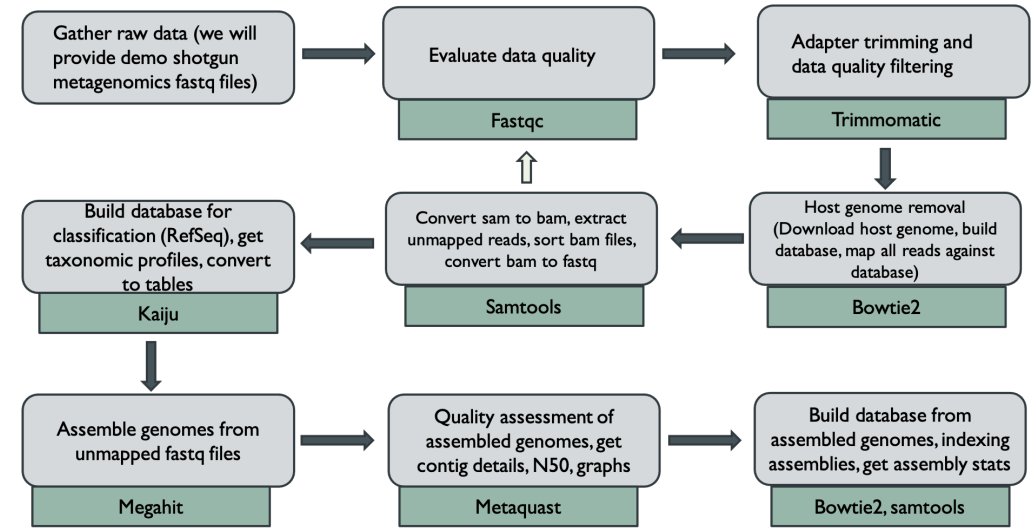 Gather raw data (we will
provide demo shotgun
metagenomics fastq files)
Evaluate data quality
Fastqc
Adapter trimming and
data quality filtering
Trimmomatic
Host genome removal
(Download host genome, build
database, map all reads against
database)
Bowtie2
Convert sam to bam, extract
unmapped reads, sort bam files,
convert bam to fastq
Samtools
Build database for
classification (RefSeq), get
taxonomic profiles, convert
to tables
Kaiju
Assemble genomes from
unmapped fastq files
Megahit
Quality assessment of
assembled genomes, get
contig details, N50, graphs
Metaquast
Build database from
assembled genomes, indexing
assemblies, get assembly stats
Bowtie2, samtools